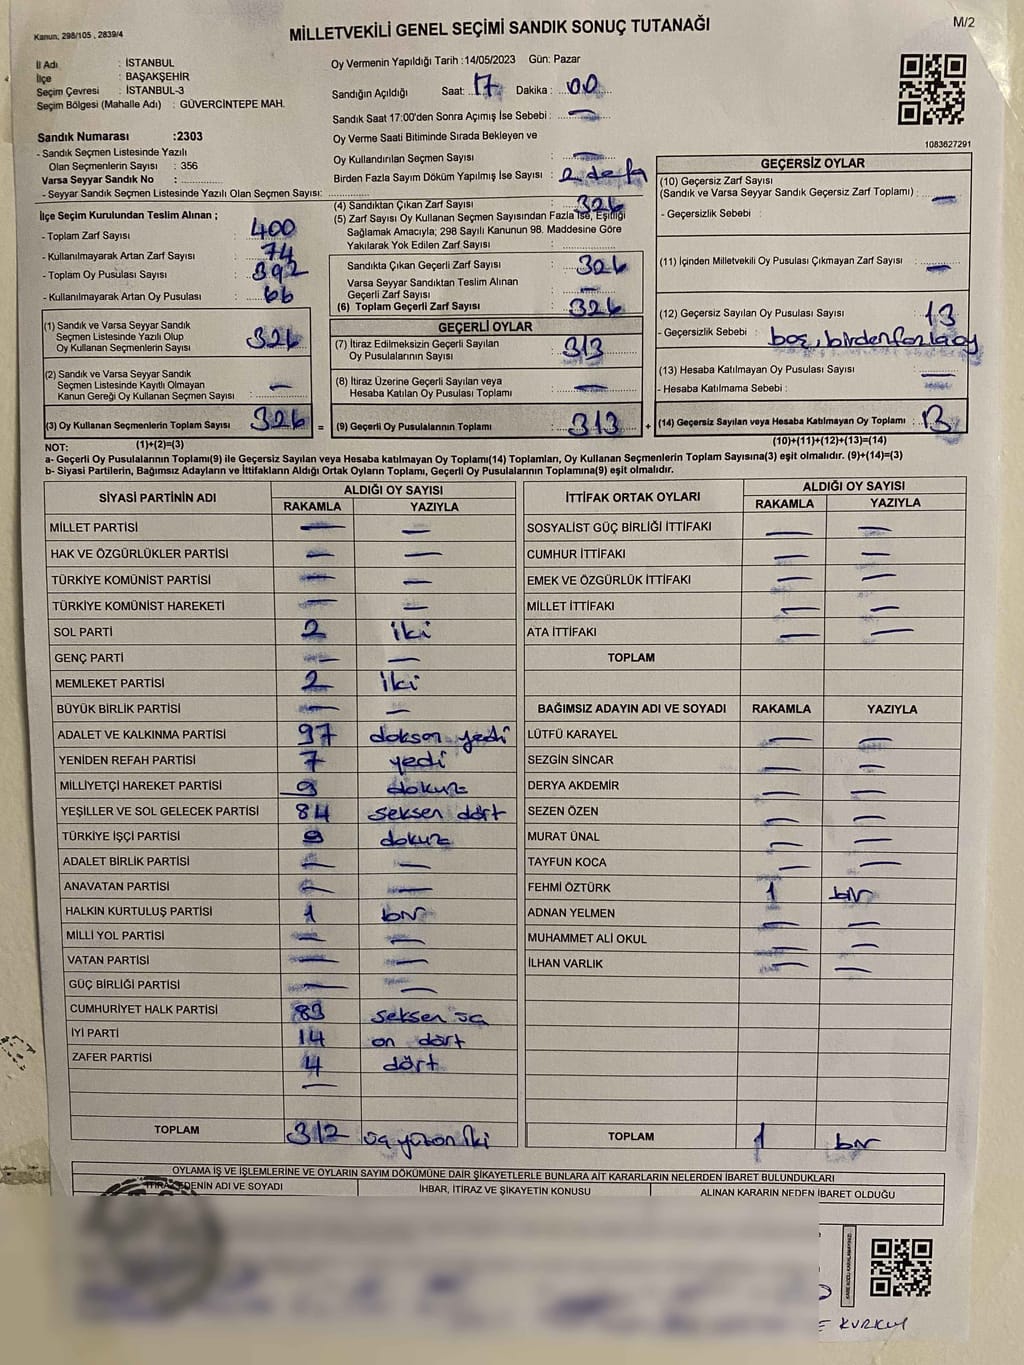 Kanun, 298/105 , 2839/4
MİLLETVEKİLİ GENEL SEÇİMİ SANDIK SONUÇ TUTANAĞI
M/2
İl Adı : İSTANBUL
İlçe : BAŞAKŞEHİR
Seçim Çevresi : İSTANBUL-3
Seçim Bölgesi (Mahalle Adı) : GÜVERCİNTEPE MAH.
Sandık Numarası :2303
- Sandık Seçmen Listesinde Yazılı
Olan Seçmenlerin Sayısı : 356
Varsa Seyyar Sandık No :
- Seyyar Sandık Seçmen Listesinde Yazılı Olan Seçmen Sayısı:
Oy Vermenin Yapıldığı Tarih :14/05/2023 Gün: Pazar
Sandığın Açıldığı Saat: 17 Dakika : 00
Sandık Saat 17:00'den Sonra Açımış İse Sebebi : —
Oy Verme Saati Bitiminde Sırada Bekleyen ve
Oy Kullandırılan Seçmen Sayısı : —
Birden Fazla Sayım Döküm Yapılmış İse Sayısı : 2 defa
1083627291
İlçe Seçim Kurulundan Teslim Alınan ;
- Toplam Zarf Sayısı : 400
- Kullanılmayarak Artan Zarf Sayısı : 74
- Toplam Oy Pusulası Sayısı : 392
- Kullanılmayarak Artan Oy Pusulası : 66
(1) Sandık ve Varsa Seyyar Sandık
Seçmen Listesinde Yazılı Olup
Oy Kullanan Seçmenlerin Sayısı : 326
(2) Sandık ve Varsa Seyyar Sandık
Seçmen Listesinde Kayıtlı Olmayan
Kanun Gereği Oy Kullanan Seçmen Sayısı : —
(3) Oy Kullanan Seçmenlerin Toplam Sayısı : 326 =
(1)+(2)=(3)
(4) Sandıktan Çıkan Zarf Sayısı : 326
(5) Zarf Sayısı Oy Kullanan Seçmen Sayısından Fazla İse, Eşitliği
Sağlamak Amacıyla; 298 Sayılı Kanunun 98. Maddesine Göre
Yakılarak Yok Edilen Zarf Sayısı :
Sandıkta Çıkan Geçerli Zarf Sayısı : 326
Varsa Seyyar Sandıktan Teslim Alınan
Geçerli Zarf Sayısı : —
(6) Toplam Geçerli Zarf Sayısı : 326
GEÇERLİ OYLAR
(7) İtiraz Edilmeksizin Geçerli Sayılan
Oy Pusulalarının Sayısı : 313
(8) İtiraz Üzerine Geçerli Sayılan veya
Hesaba Katılan Oy Pusulası Toplamı : —
(9) Geçerli Oy Pusulalarının Toplamı : 313 +
GEÇERSİZ OYLAR
(10) Geçersiz Zarf Sayısı
(Sandık ve Varsa Seyyar Sandık Geçersiz Zarf Toplamı) : —
- Geçersizlik Sebebi :
(11) İçinden Milletvekili Oy Pusulası Çıkmayan Zarf Sayısı : —
(12) Geçersiz Sayılan Oy Pusulası Sayısı : 13
- Geçersizlik Sebebi : boş, birden fazla oy
(13) Hesaba Katılmayan Oy Pusulası Sayısı : —
- Hesaba Katılmama Sebebi :
(14) Geçersiz Sayılan veya Hesaba Katılmayan Oy Toplamı : 13
(10)+(11)+(12)+(13)=(14)
NOT:
a- Geçerli Oy Pusulalarının Toplamı(9) ile Geçersiz Sayılan veya Hesaba katılmayan Oy Toplamı(14) Toplamları, Oy Kullanan Seçmenlerin Toplam Sayısına(3) eşit olmalıdır. (9)+(14)=(3)
b- Siyasi Partilerin, Bağımsız Adayların ve İttifakların Aldığı Ortak Oyların Toplamı, Geçerli Oy Pusulalarının Toplamına(9) eşit olmalıdır.
SİYASİ PARTİNİN ADI ALDIĞI OY SAYISI
RAKAMLA YAZIYLA
MİLLET PARTİSİ — —
HAK VE ÖZGÜRLÜKLER PARTİSİ — —
TÜRKİYE KOMÜNİST PARTİSİ — —
TÜRKİYE KOMÜNİST HAREKETİ — —
SOL PARTİ 2 iki
GENÇ PARTİ — —
MEMLEKET PARTİSİ 2 iki
BÜYÜK BİRLİK PARTİSİ — —
ADALET VE KALKINMA PARTİSİ 97 doksan yedi
YENİDEN REFAH PARTİSİ 7 yedi
MİLLİYETÇİ HAREKET PARTİSİ 9 dokuz
YEŞİLLER VE SOL GELECEK PARTİSİ 84 seksen dört
TÜRKİYE İŞÇİ PARTİSİ 9 dokuz
ADALET BİRLİK PARTİSİ — —
ANAVATAN PARTİSİ — —
HALKIN KURTULUŞ PARTİSİ 1 bir
MİLLİ YOL PARTİSİ — —
VATAN PARTİSİ — —
GÜÇ BİRLİĞİ PARTİSİ — —
CUMHURİYET HALK PARTİSİ 83 seksen üç
İYİ PARTİ 14 on dört
ZAFER PARTİSİ 4 dört
—
TOPLAM 312 üç yüz on iki
İTTİFAK ORTAK OYLARI ALDIĞI OY SAYISI
RAKAMLA YAZIYLA
SOSYALİST GÜÇ BİRLİĞİ İTTİFAKI — —
CUMHUR İTTİFAKI — —
EMEK VE ÖZGÜRLÜK İTTİFAKI — —
MİLLET İTTİFAKI — —
ATA İTTİFAKI — —
TOPLAM
BAĞIMSIZ ADAYIN ADI VE SOYADI RAKAMLA YAZIYLA
LÜTFÜ KARAYEL — —
SEZGİN SİNCAR — —
DERYA AKDEMİR — —
SEZEN ÖZEN — —
MURAT ÜNAL — —
TAYFUN KOCA — —
FEHMİ ÖZTÜRK 1 bir
ADNAN YELMEN — —
MUHAMMET ALİ OKUL — —
İLHAN VARLIK — —
TOPLAM 1 bir
OYLAMA İŞ VE İŞLEMLERİNE VE OYLARIN SAYIM DÖKÜMÜNE DAİR ŞİKAYETLERLE BUNLARA AİT KARARLARIN NELERDEN İBARET BULUNDUKLARI
İTİRAZ EDENİN ADI VE SOYADI İHBAR, İTİRAZ VE ŞİKAYETİN KONUSU ALINAN KARARIN NEDEN İBARET OLDUĞU